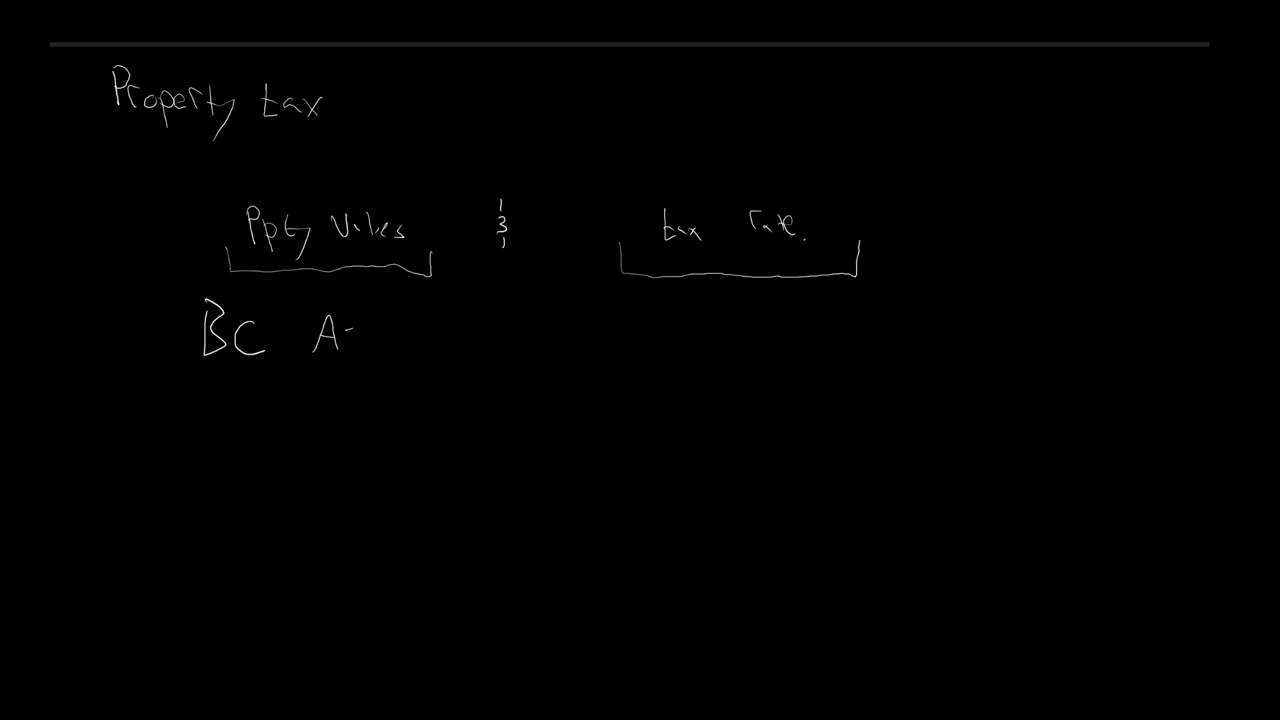 Property tax
Ppty Values & tax rate.
BC A